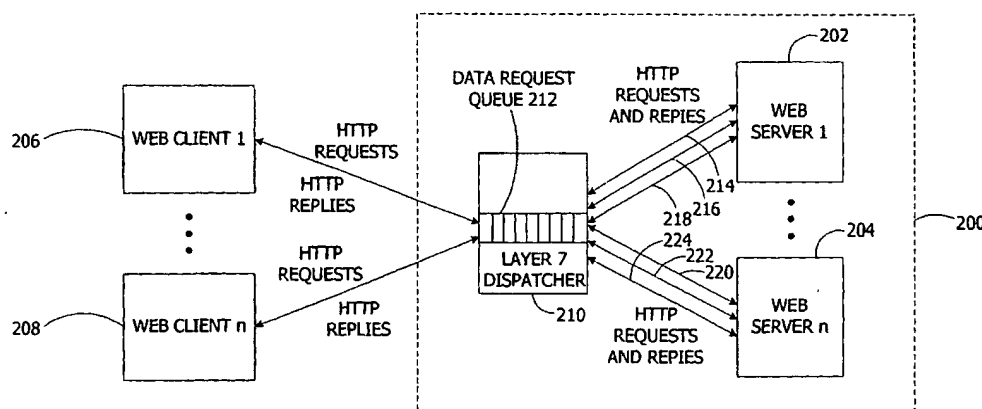 206
WEB CLIENT 1
HTTP
REQUESTS
HTTP
REPLIES
208
WEB CLIENT n
HTTP
REQUESTS
HTTP
REPLIES
DATA REQUEST
QUEUE 212
LAYER 7
DISPATCHER
210
HTTP
REQUESTS
AND REPIES
214
216
218
202
WEB
SERVER 1
200
224
222
220
204
WEB
SERVER n
HTTP
REQUESTS
AND REPIES